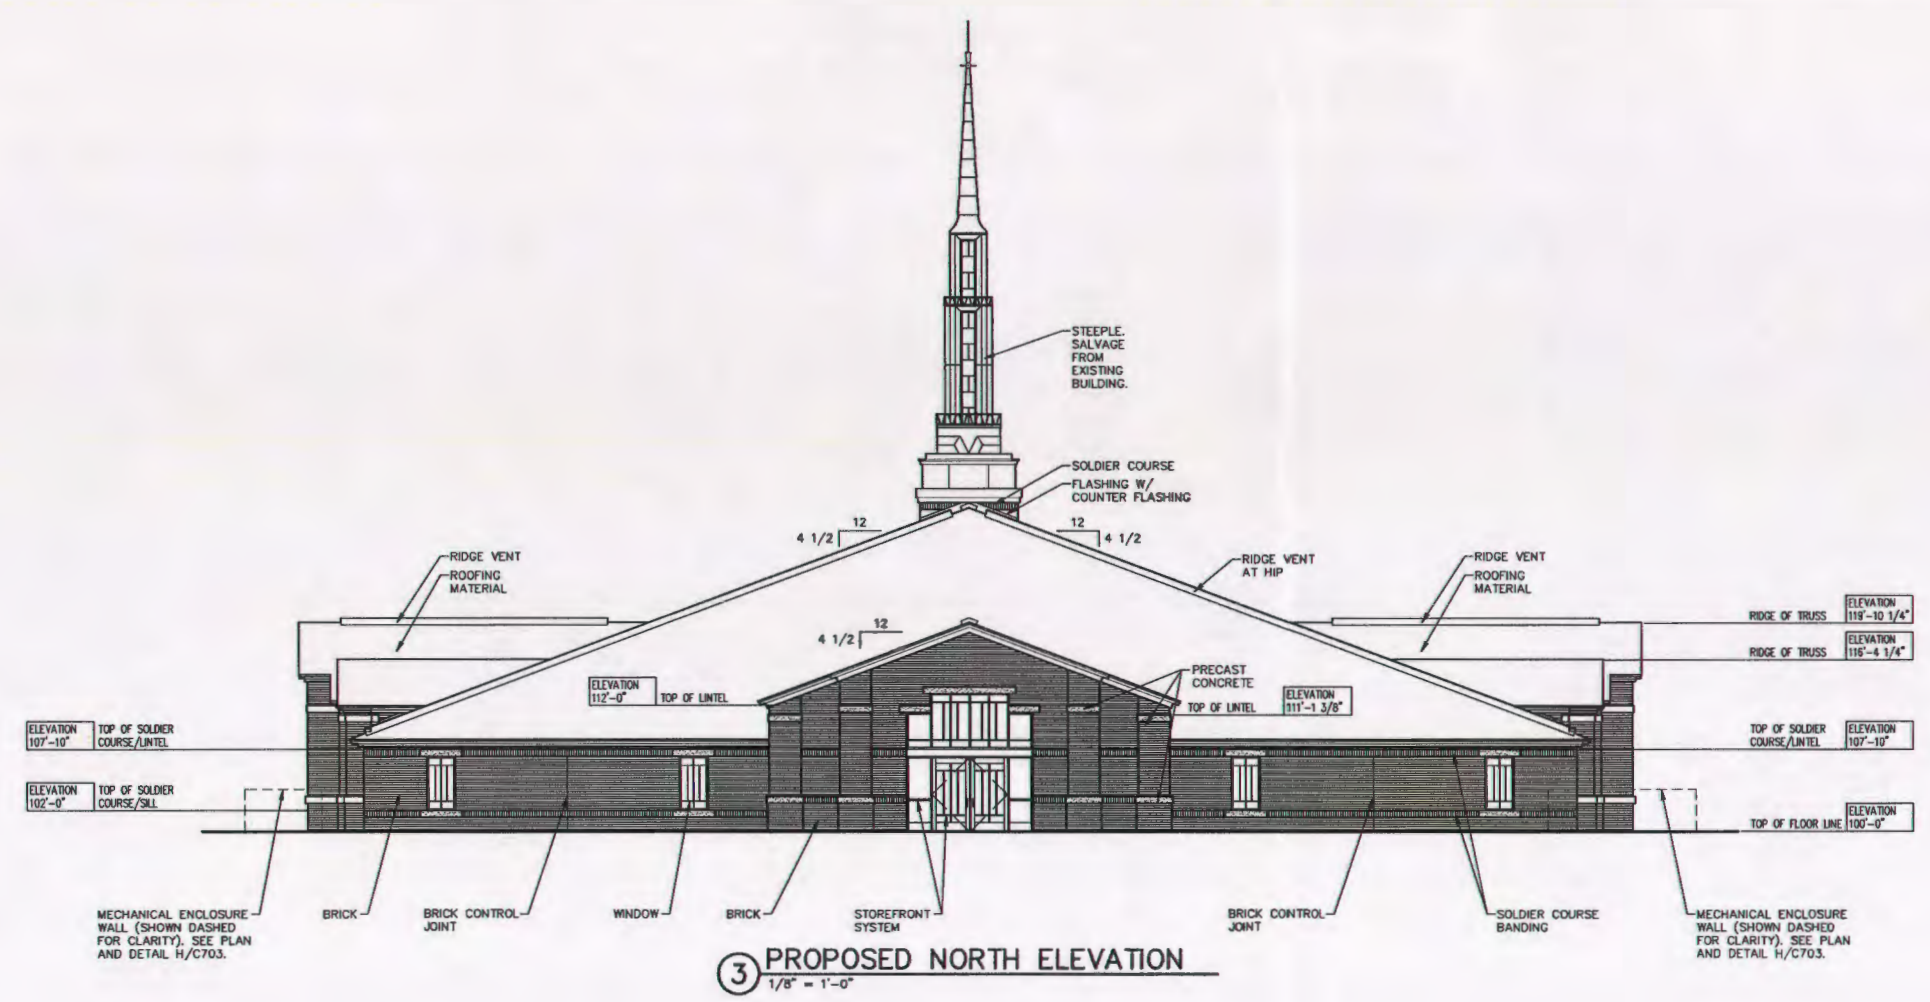 STEEPLE.
SALVAGE
FROM
EXISTING
BUILDING.
SOLDIER COURSE
FLASHING W/
COUNTER FLASHING
12
4 1/2
12
4 1/2
RIDGE VENT
ROOFING
MATERIAL
RIDGE VENT
AT HIP
RIDGE VENT
ROOFING
MATERIAL
12
4 1/2
RIDGE OF TRUSS
ELEVATION
119'-10 1/4"
RIDGE OF TRUSS
ELEVATION
116'-4 1/4"
PRECAST
CONCRETE
ELEVATION
112'-0"
TOP OF LINTEL
TOP OF LINTEL
ELEVATION
111'-1 3/8"
ELEVATION
107'-10"
TOP OF SOLDIER
COURSE/LINTEL
TOP OF SOLDIER
COURSE/LINTEL
ELEVATION
107'-10"
ELEVATION
102'-0"
TOP OF SOLDIER
COURSE/SILL
TOP OF FLOOR LINE
ELEVATION
100'-0"
MECHANICAL ENCLOSURE
WALL (SHOWN DASHED
FOR CLARITY). SEE PLAN
AND DETAIL H/C703.
BRICK
BRICK CONTROL
JOINT
WINDOW
BRICK
STOREFRONT
SYSTEM
BRICK CONTROL
JOINT
SOLDIER COURSE
BANDING
MECHANICAL ENCLOSURE
WALL (SHOWN DASHED
FOR CLARITY). SEE PLAN
AND DETAIL H/C703.
3 PROPOSED NORTH ELEVATION
1/8" = 1'-0"